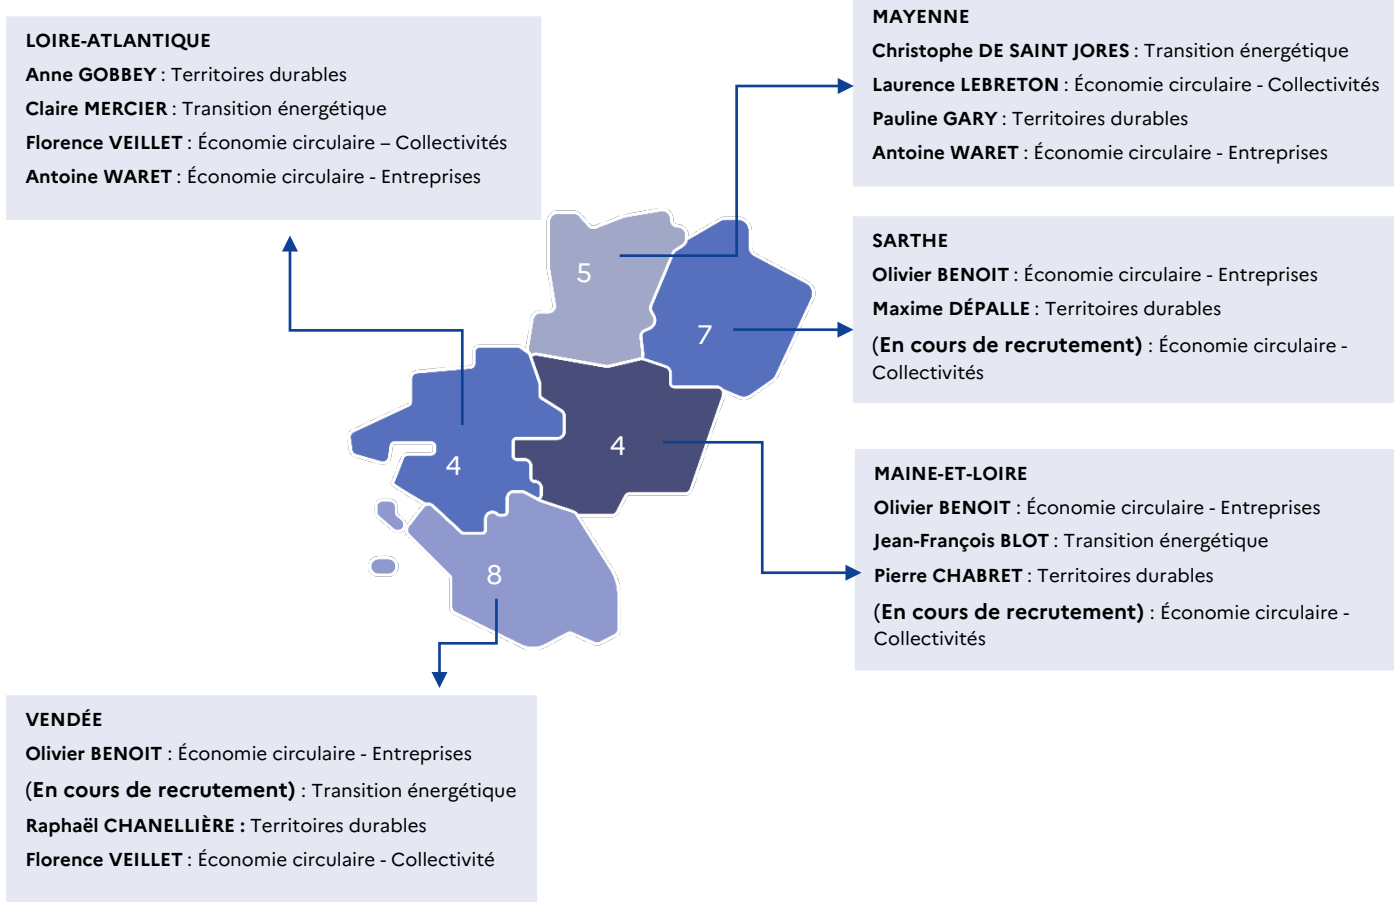 LOIRE-ATLANTIQUE
Anne GOBBEY : Territoires durables
Claire MERCIER : Transition énergétique
Florence VEILLET : Économie circulaire – Collectivités
Antoine WARET : Économie circulaire - Entreprises
MAYENNE
Christophe DE SAINT JORES : Transition énergétique
Laurence LEBRETON : Économie circulaire - Collectivités
Pauline GARY : Territoires durables
Antoine WARET : Économie circulaire - Entreprises
SARTHE
Olivier BENOIT : Économie circulaire - Entreprises
Maxime DÉPALLE : Territoires durables
(En cours de recrutement) : Économie circulaire -
Collectivités
MAINE-ET-LOIRE
Olivier BENOIT : Économie circulaire - Entreprises
Jean-François BLOT : Transition énergétique
Pierre CHABRET : Territoires durables
(En cours de recrutement) : Économie circulaire -
Collectivités
5
7
4
4
8
VENDÉE
Olivier BENOIT : Économie circulaire - Entreprises
(En cours de recrutement) : Transition énergétique
Raphaël CHANELLIÈRE : Territoires durables
Florence VEILLET : Économie circulaire - Collectivité